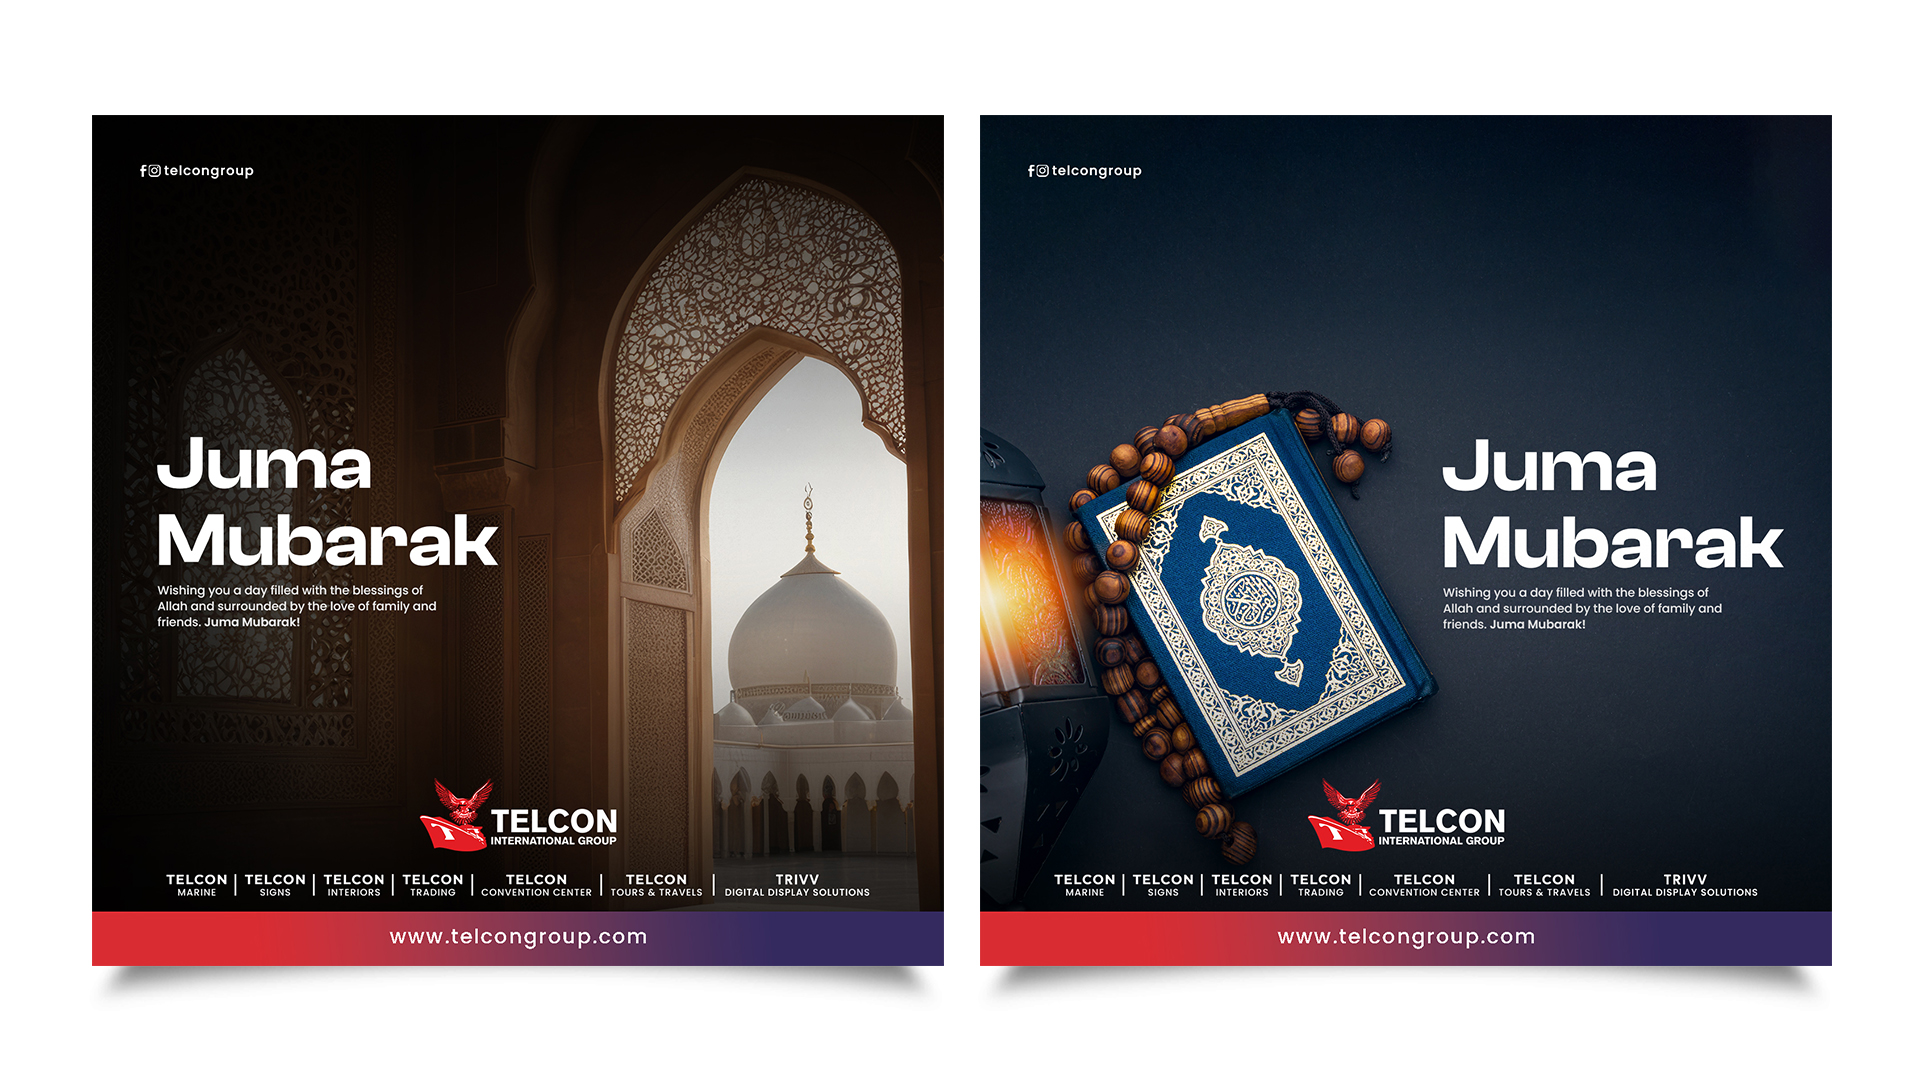 telcongroup
Juma
Mubarak
Wishing you a day filled with the blessings of
Allah and surrounded by the love of family and
friends. Juma Mubarak!
TELCON
INTERNATIONAL GROUP
TELCON MARINE | TELCON SIGNS | TELCON INTERIORS | TELCON TRADING | TELCON CONVENTION CENTER | TELCON TOURS & TRAVELS | TRIVV DIGITAL DISPLAY SOLUTIONS
www.telcongroup.com
telcongroup
Juma
Mubarak
Wishing you a day filled with the blessings of
Allah and surrounded by the love of family and
friends. Juma Mubarak!
TELCON
INTERNATIONAL GROUP
TELCON MARINE | TELCON SIGNS | TELCON INTERIORS | TELCON TRADING | TELCON CONVENTION CENTER | TELCON TOURS & TRAVELS | TRIVV DIGITAL DISPLAY SOLUTIONS
www.telcongroup.com